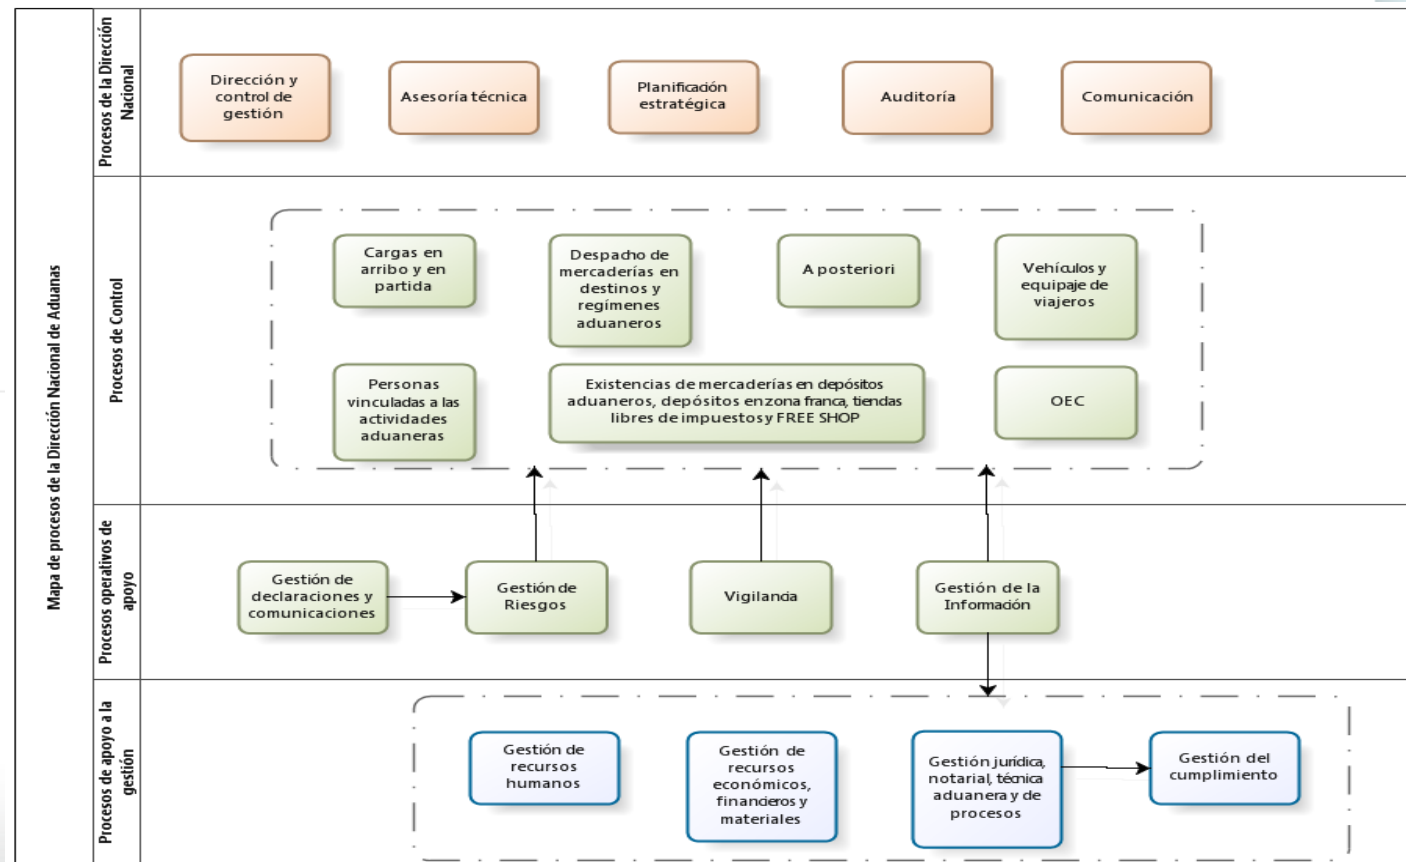 Mapa de procesos de la Dirección Nacional de Aduanas
Procesos de la Dirección
Nacional
Dirección y
control de
gestión
Asesoría técnica
Planificación
estratégica
Auditoría
Comunicación
Procesos de Control
Cargas en
arribo y en
partida
Despacho de
mercaderías en
destinos y
regímenes
aduaneros
A posteriori
Vehículos y
equipaje de
viajeros
Personas
vinculadas a las
actividades
aduaneras
Existencias de mercaderías en depósitos
aduaneros, depósitos en zona franca, tiendas
libres de impuestos y FREE SHOP
OEC
Procesos operativos de
apoyo
Gestión de
declaraciones y
comunicaciones
Gestión de
Riesgos
Vigilancia
Gestión de la
Información
Procesos de apoyo a la
gestión
Gestión de
recursos
humanos
Gestión de
recursos
económicos,
financieros y
materiales
Gestión jurídica,
notarial, técnica
aduanera y de
procesos
Gestión del
cumplimiento